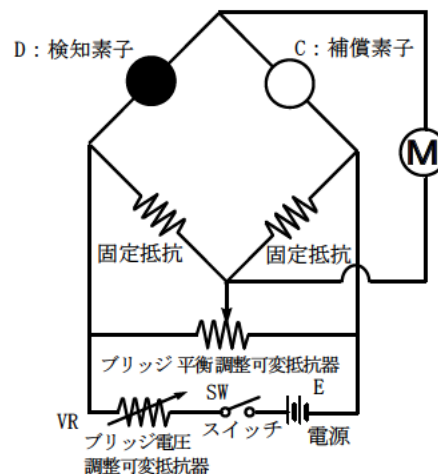 D：検知素子
C：補償素子
M
固定抵抗
固定抵抗
ブリッジ平衡調整可変抵抗器
SW
E
VR
スイッチ
電源
ブリッジ電圧
調整可変抵抗器